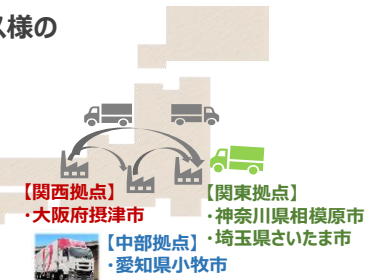 ス様の
【関西拠点】
・大阪府摂津市
【関東拠点】
・神奈川県相模原市
・埼玉県さいたま市
【中部拠点】
・愛知県小牧市